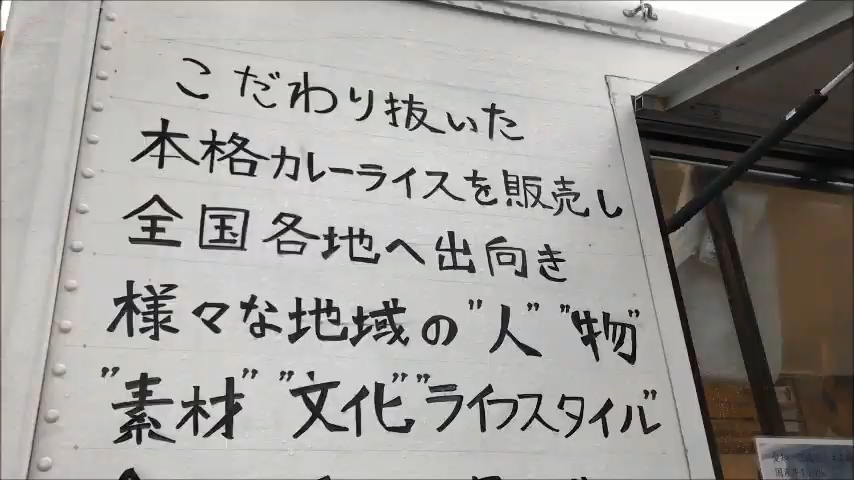 こだわり抜いた
本格カレーライスを販売し
全国各地へ出向き
様々な地域の"人" "物"
"素材" "文化" "ライフスタイル"